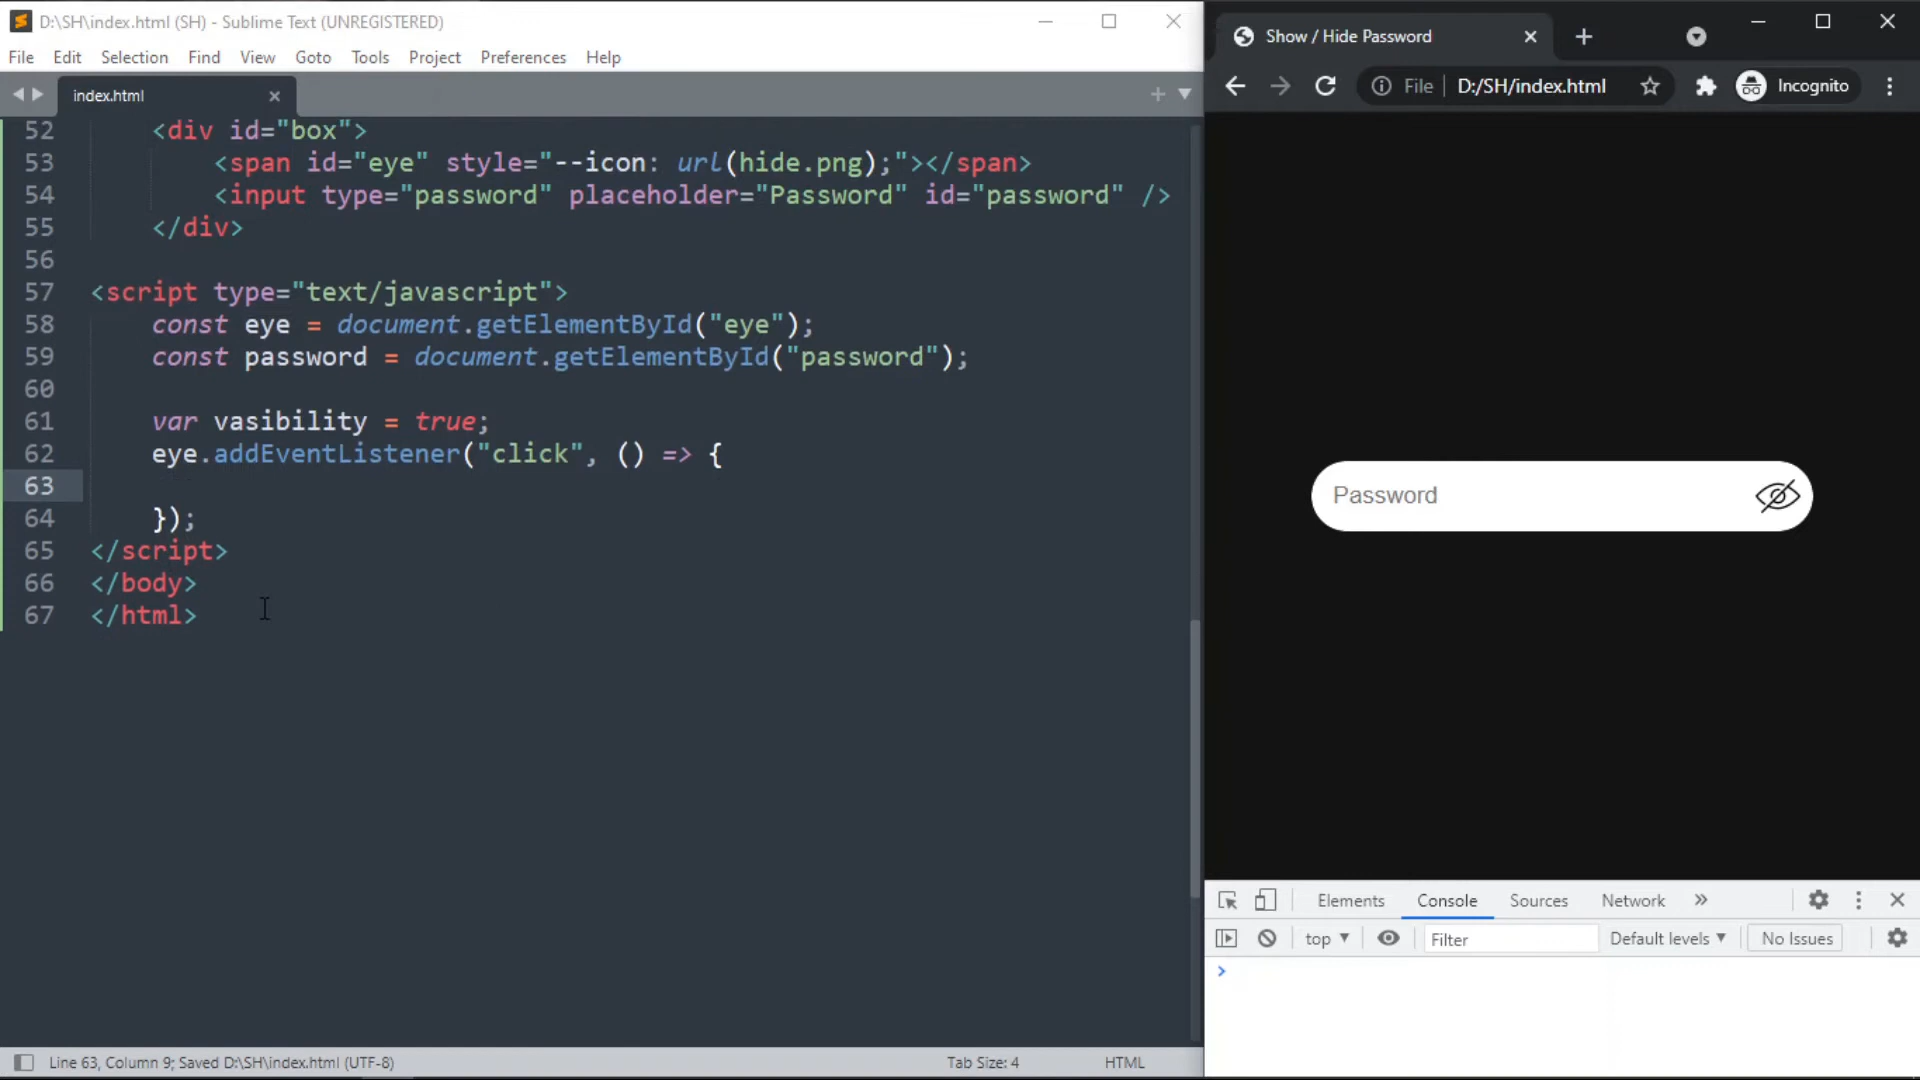 D:\SH\index.html (SH) - Sublime Text (UNREGISTERED)
File Edit Selection Find View Goto Tools Project Preferences Help
index.html
52 <div id="box">
53 <span id="eye" style="--icon: url(hide.png);"></span>
54 <input type="password" placeholder="Password" id="password" />
55 </div>
56
57 <script type="text/javascript">
58 const eye = document.getElementById("eye");
59 const password = document.getElementById("password");
60
61 var vasibility = true;
62 eye.addEventListener("click", () => {
63
64 });
65 </script>
66 </body>
67 </html>
Line 63, Column 9; Saved D:\SH\index.html (UTF-8) Tab Size: 4 HTML
Show / Hide Password
File D:/SH/index.html Incognito
Password
Elements Console Sources Network
top Filter Default levels No Issues